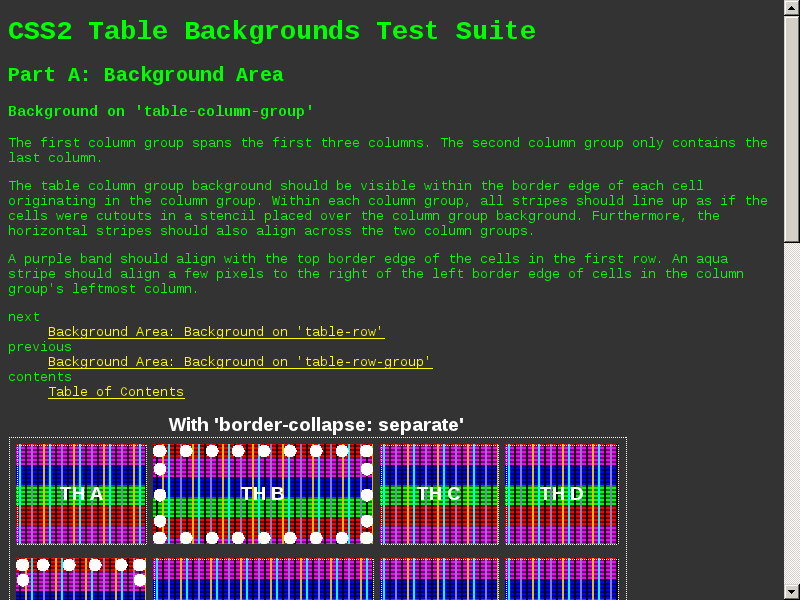 CSS2 Table Backgrounds Test Suite
Part A: Background Area
Background on 'table-column-group'
The first column group spans the first three columns. The second column group only contains the
last column.
The table column group background should be visible within the border edge of each cell
originating in the column group. Within each column group, all stripes should line up as if the
cells were cutouts in a stencil placed over the column group background. Furthermore, the
horizontal stripes should also align across the two column groups.
A purple band should align with the top border edge of the cells in the first row. An aqua
stripe should align a few pixels to the right of the left border edge of cells in the column
group's leftmost column.
next
Background Area: Background on 'table-row'
previous
Background Area: Background on 'table-row-group'
contents
Table of Contents
With 'border-collapse: separate'
TH A TH B TH C TH D